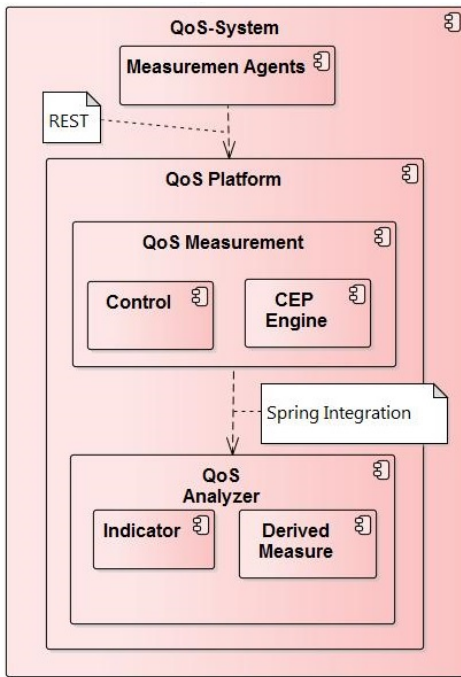 QoS-System
Measuremen Agents
REST
QoS Platform
QoS Measurement
Control
CEP
Engine
Spring Integration
QoS
Analyzer
Indicator
Derived
Measure